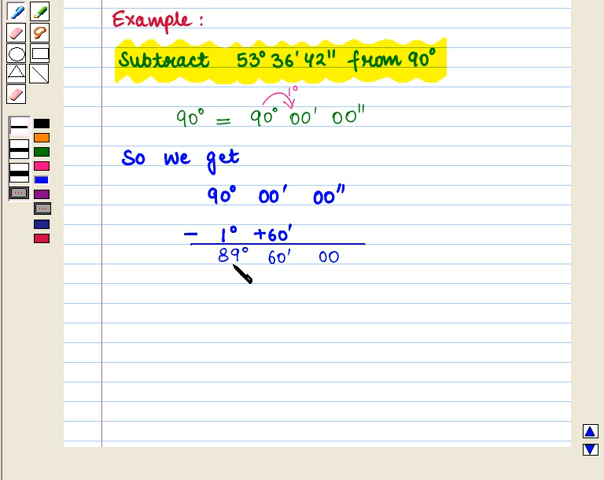 Example :
Subtract 53° 36' 42" from 90°
1°
90° = 90° 00' 00"
So we get
90° 00' 00"
− 1° +60'
89° 60' 00